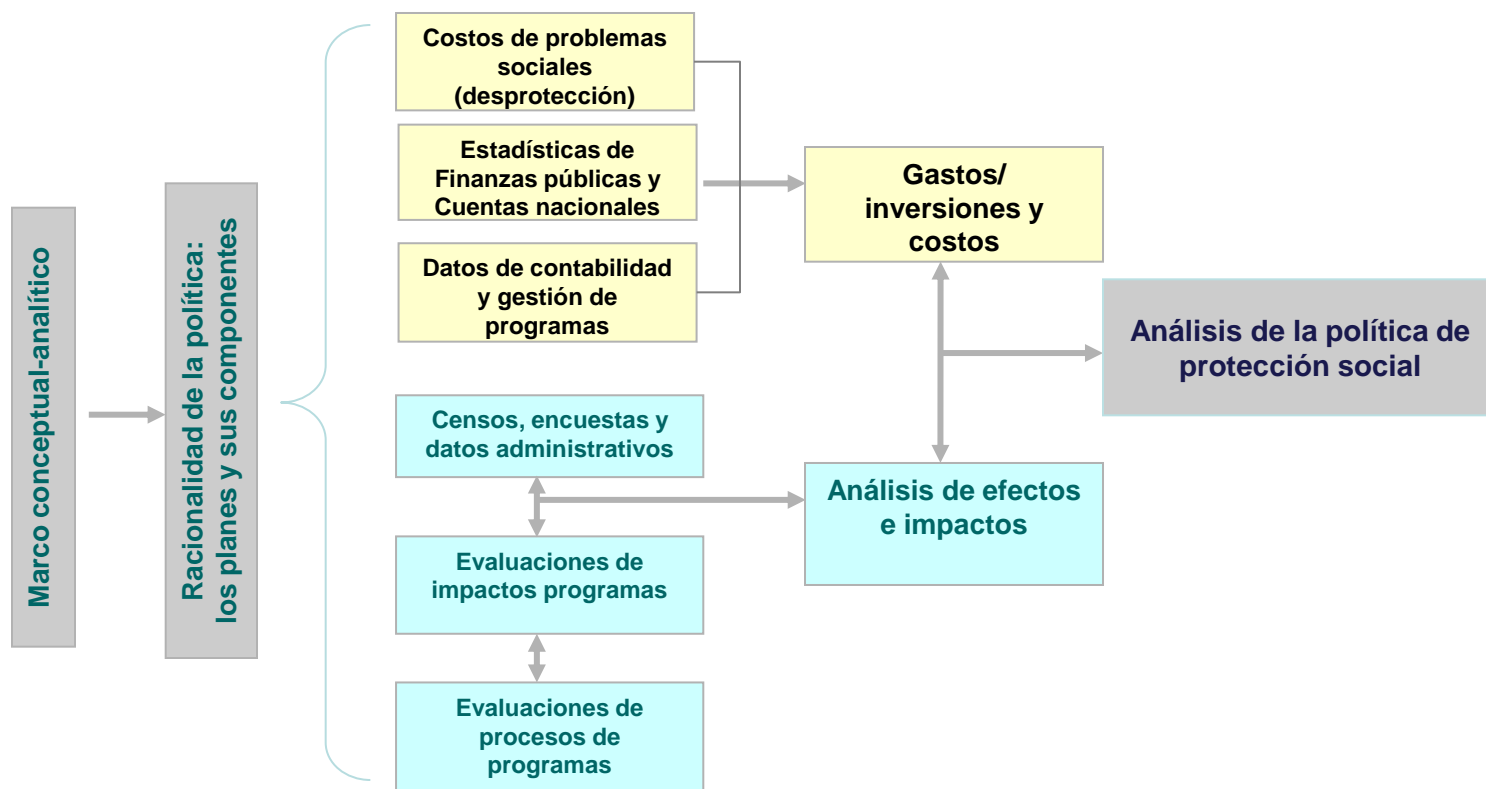 Marco conceptual-analítico
Racionalidad de la política:
los planes y sus componentes
Costos de problemas
sociales
(desprotección)
Estadísticas de
Finanzas públicas y
Cuentas nacionales
Datos de contabilidad
y gestión de
programas
Gastos/
inversiones y
costos
Análisis de la política de
protección social
Censos, encuestas y
datos administrativos
Análisis de efectos
e impactos
Evaluaciones de
impactos programas
Evaluaciones de
procesos de
programas